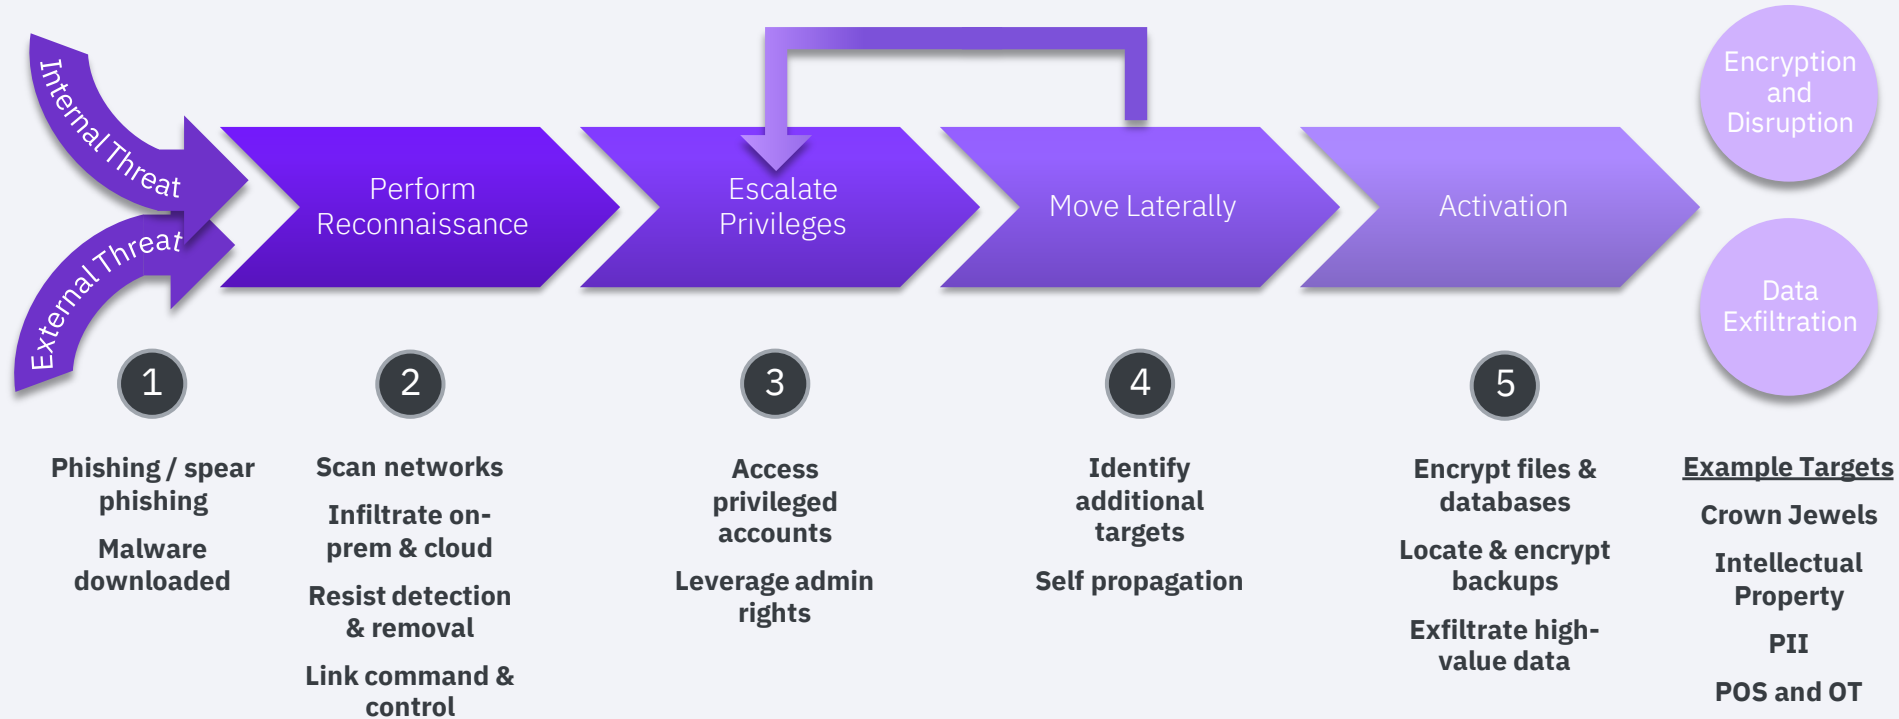 Internal Threat
External Threat
Perform
Reconnaissance
Escalate
Privileges
Move Laterally
Activation
Encryption
and
Disruption
Data
Exfiltration
1
Phishing / spear
phishing
Malware
downloaded
2
Scan networks
Infiltrate on-
prem & cloud
Resist detection
& removal
Link command &
control
3
Access
privileged
accounts
Leverage admin
rights
4
Identify
additional
targets
Self propagation
5
Encrypt files &
databases
Locate & encrypt
backups
Exfiltrate high-
value data
Example Targets
Crown Jewels
Intellectual
Property
PII
POS and OT